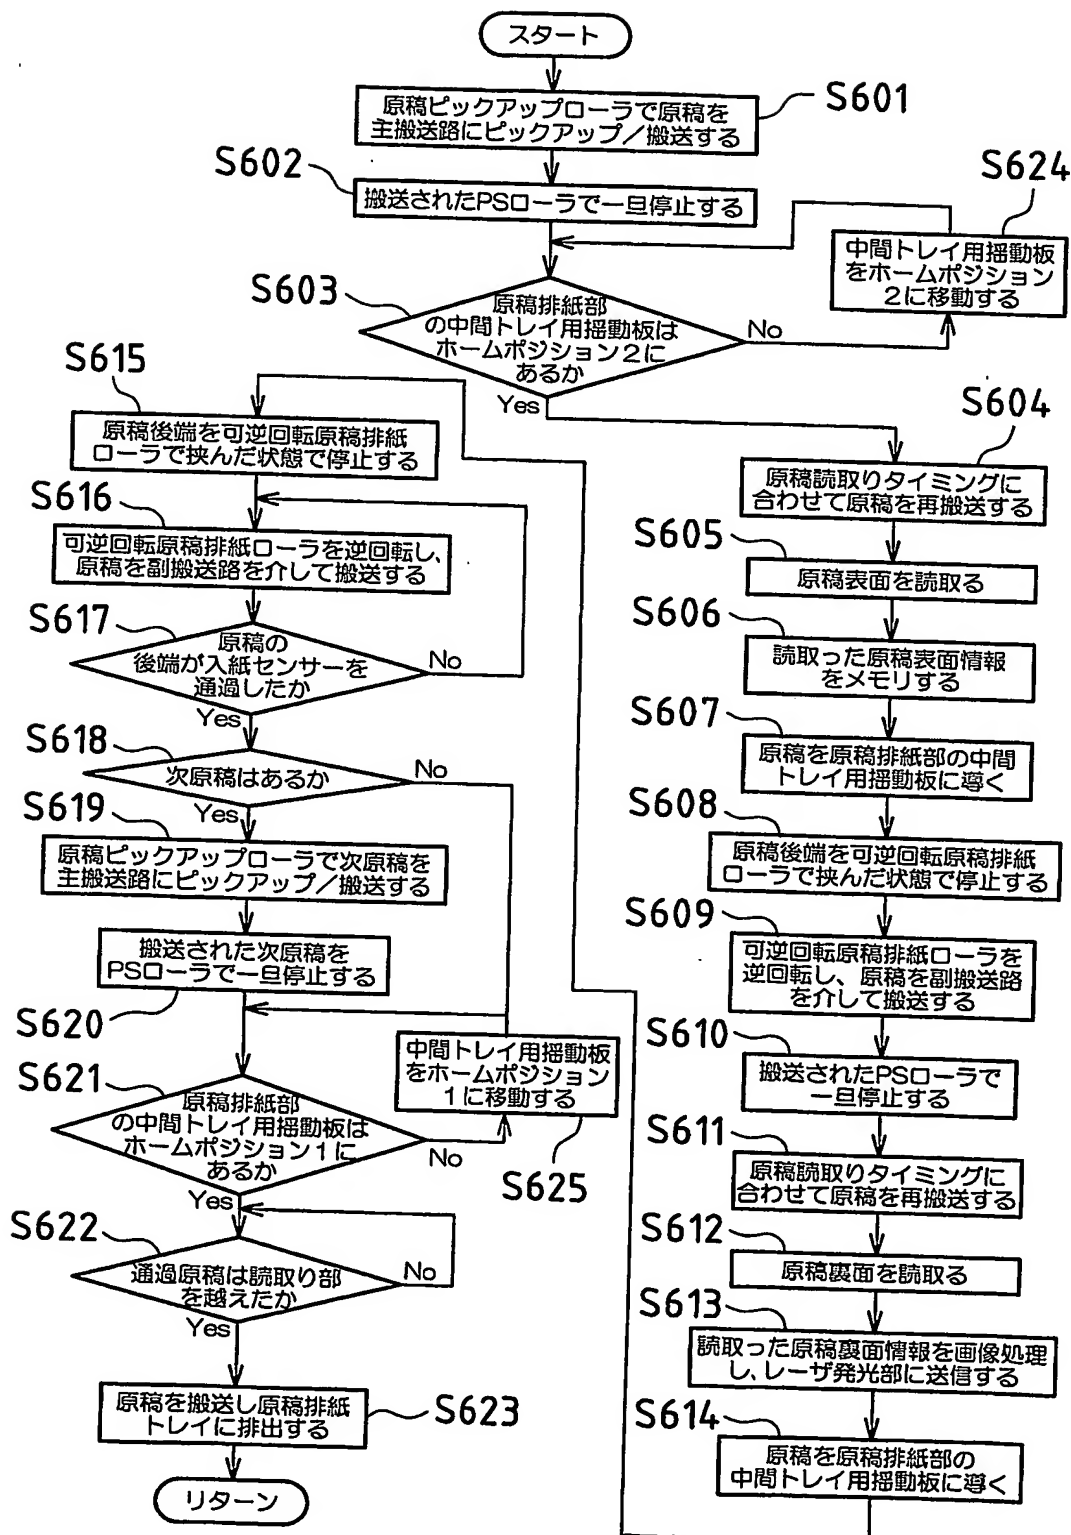 スタート
S601
原稿ピックアップローラで原稿を
主搬送路にピックアップ/搬送する
S602
搬送されたPSローラで一旦停止する
S624
中間トレイ用揺動板
をホームポジション
2に移動する
S603
原稿排紙部
の中間トレイ用揺動板は
ホームポジション2に
あるか
No
Yes
S604
原稿読取りタイミングに
合わせて原稿を再搬送する
S605
原稿表面を読取る
S606
読取った原稿表面情報
をメモリする
S607
原稿を原稿排紙部の中間
トレイ用揺動板に導く
S608
原稿後端を可逆回転原稿排紙
ローラで挟んだ状態で停止する
S609
可逆回転原稿排紙ローラを
逆回転し、原稿を副搬送路
を介して搬送する
S610
搬送されたPSローラで
一旦停止する
S611
原稿読取りタイミングに
合わせて原稿を再搬送する
S612
原稿裏面を読取る
S613
読取った原稿裏面情報を画像処理
し、レーザ発光部に送信する
S614
原稿を原稿排紙部の
中間トレイ用揺動板に導く
S615
原稿後端を可逆回転原稿排紙
ローラで挟んだ状態で停止する
S616
可逆回転原稿排紙ローラを逆回転し、
原稿を副搬送路を介して搬送する
S617
原稿の
後端が入紙センサーを
通過したか
No
Yes
S618
次原稿はあるか
No
Yes
S619
原稿ピックアップローラで次原稿を
主搬送路にピックアップ/搬送する
搬送された次原稿を
PSローラで一旦停止する
S620
中間トレイ用揺動板
をホームポジション
1に移動する
S625
S621
原稿排紙部
の中間トレイ用揺動板は
ホームポジション1に
あるか
No
Yes
S622
通過原稿は読取り部
を越えたか
No
Yes
原稿を搬送し原稿排紙
トレイに排出する
S623
リターン